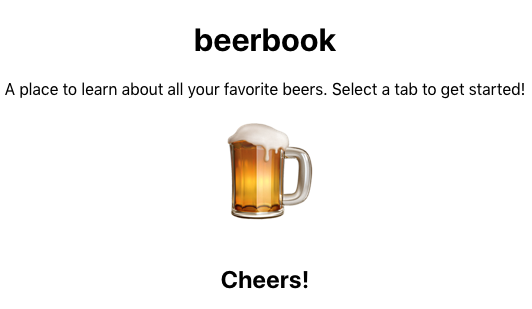 beerbook
A place to learn about all your favorite beers. Select a tab to get started!
Cheers!